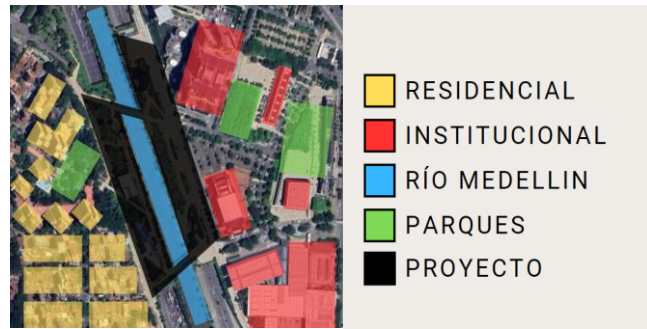 RESIDENCIAL
INSTITUCIONAL
RÍO MEDELLIN
PARQUES
PROYECTO